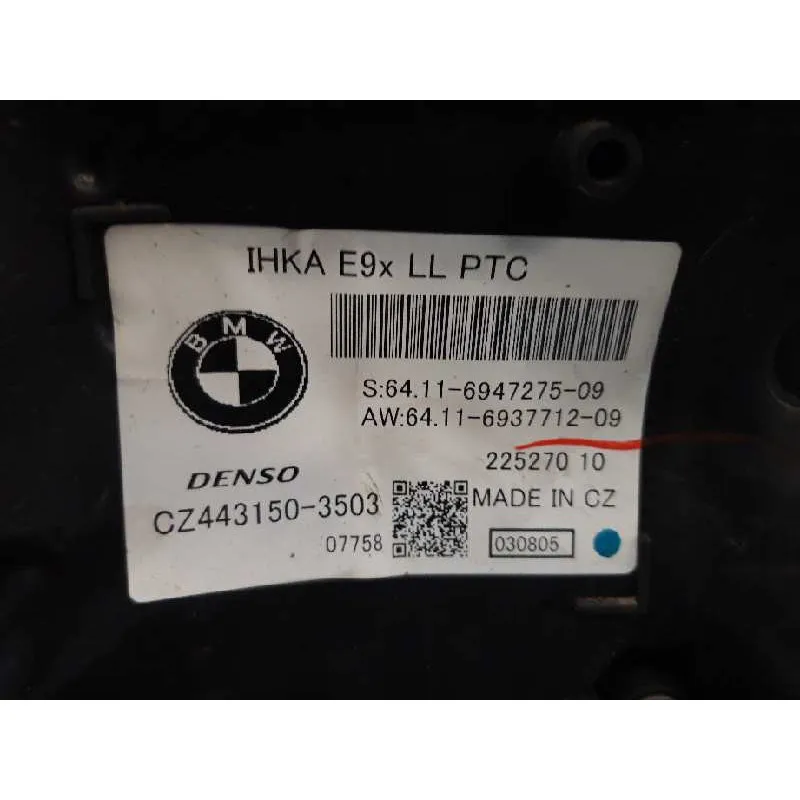 IHKA E9x LL PTC
BMW
S:64.11-6947275-09
AW:64.11-6937712-09
225270 10
DENSO
MADE IN CZ
CZ443150-3503
07758
030805